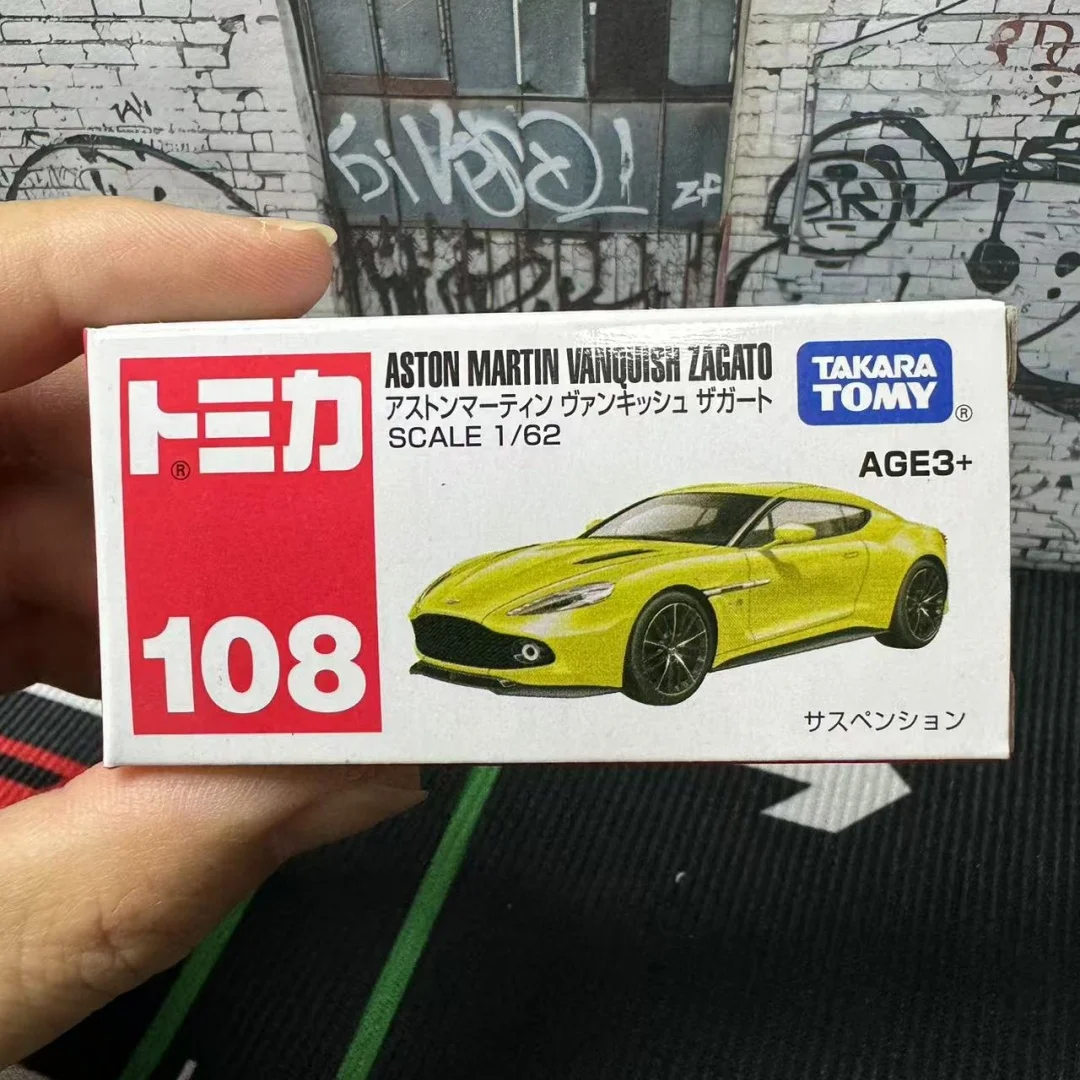 トミカ
®
108
ASTON MARTIN VANQUISH ZAGATO
アストンマーティン ヴァンキッシュ ザガート
SCALE 1/62
TAKARA
TOMY
®
AGE3+
サスペンション